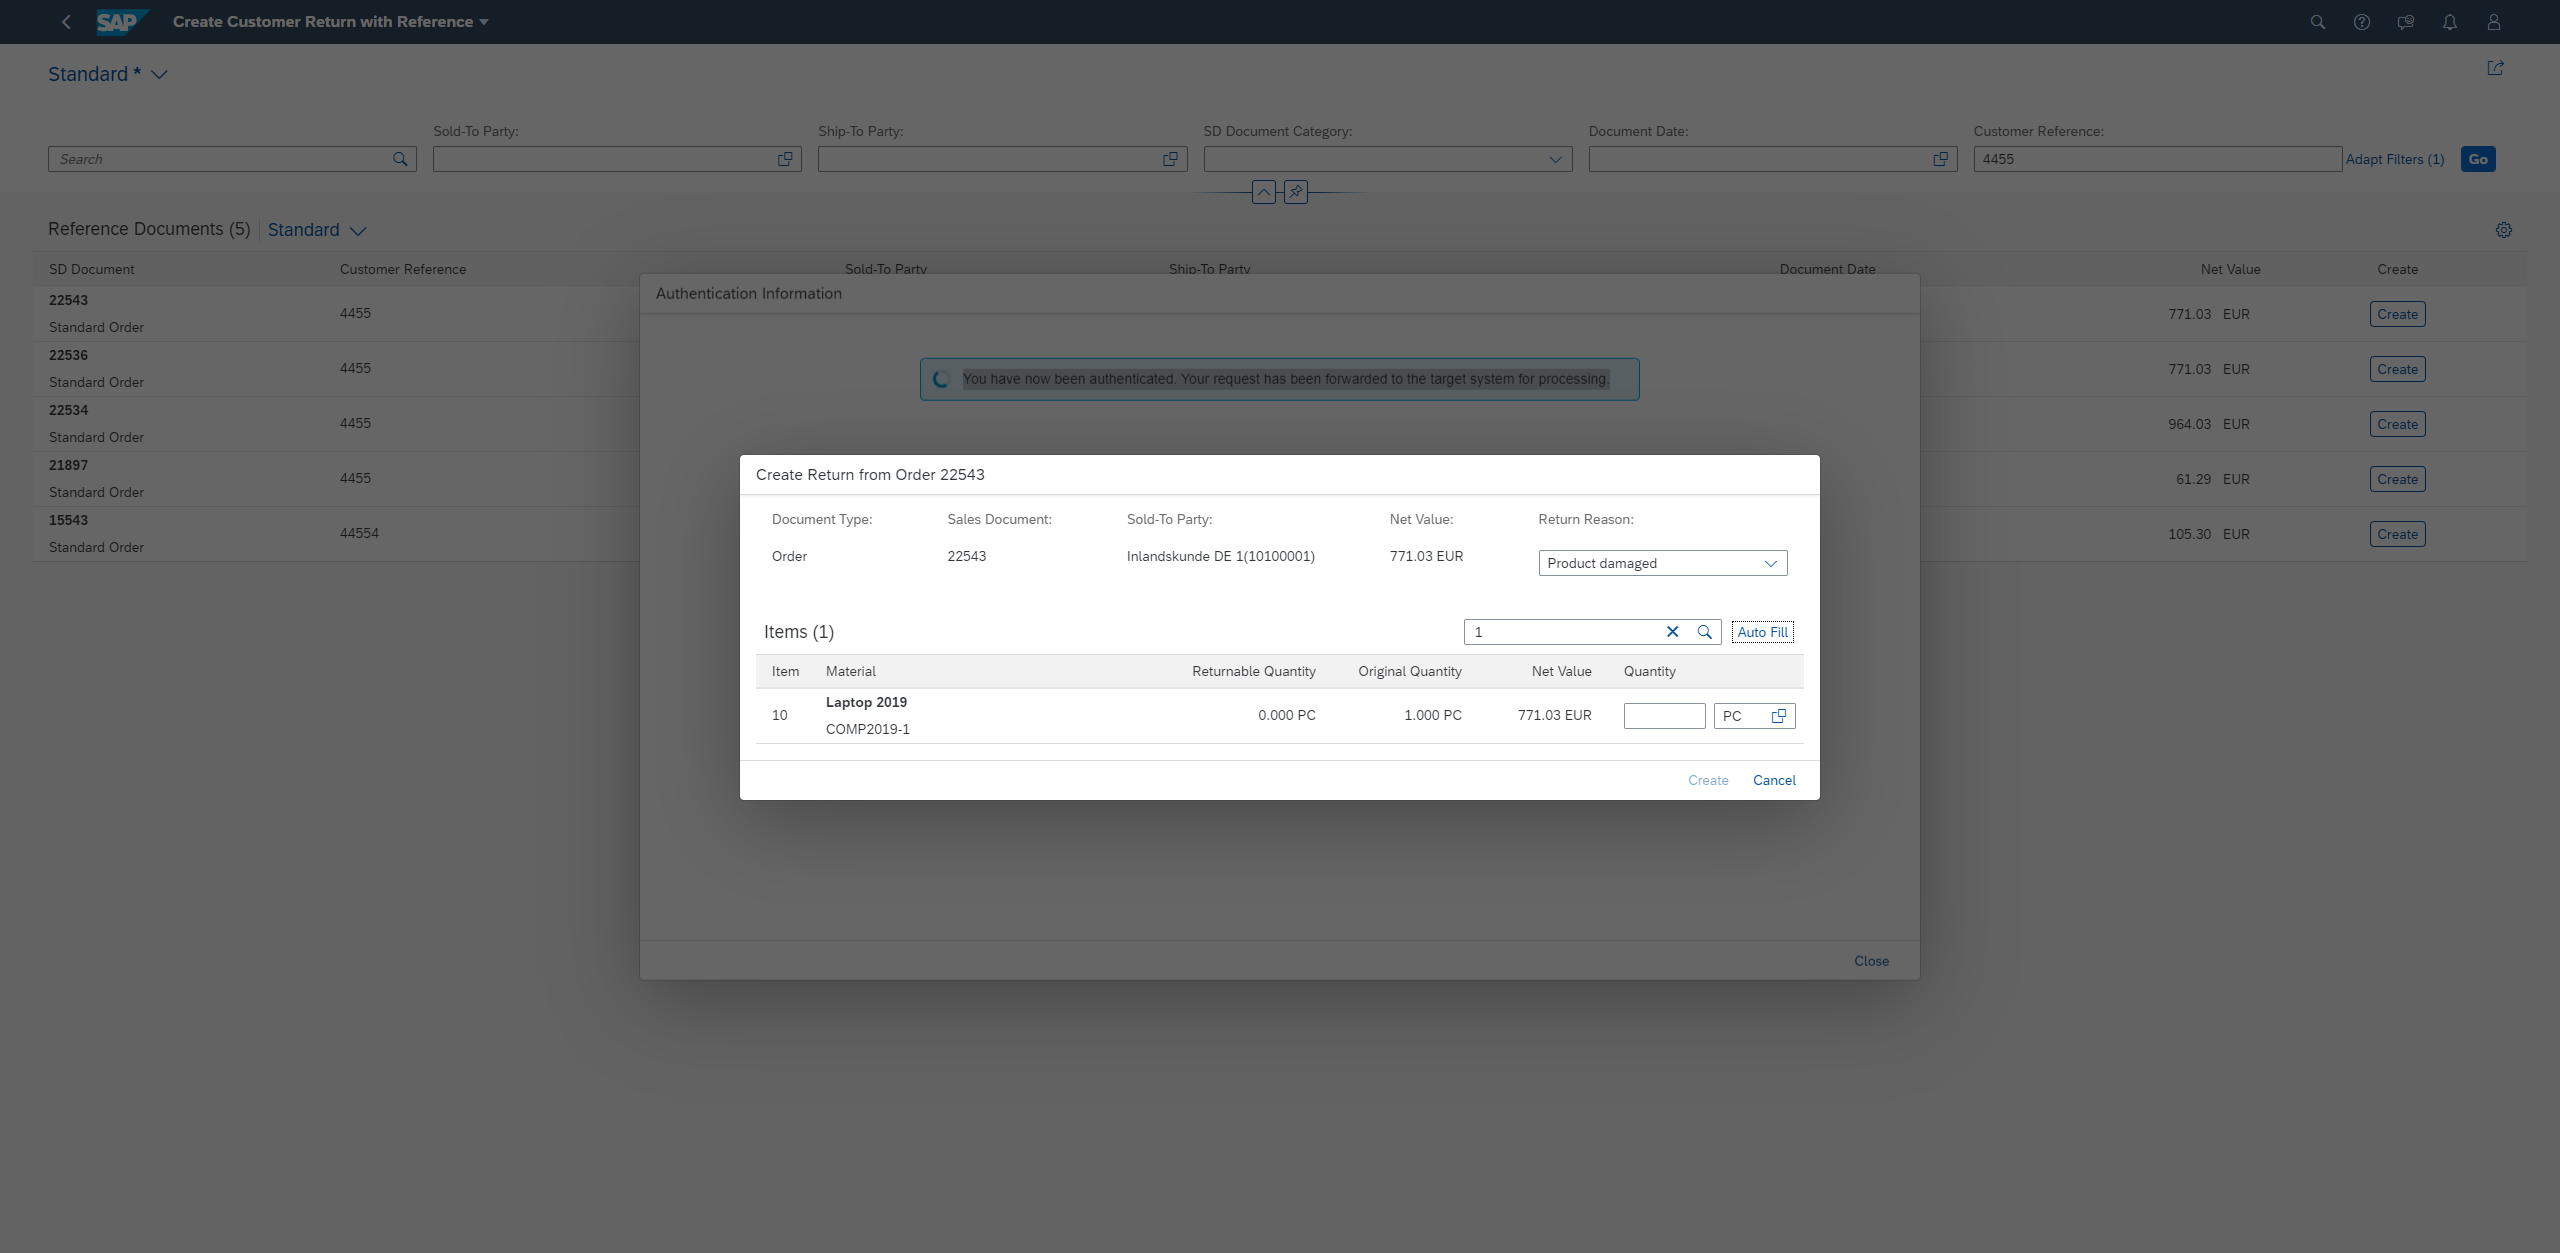 SAP Create Customer Return with Reference
Standard *
Sold-To Party: Ship-To Party: SD Document Category: Document Date: Customer Reference:
Search 4455 Adapt Filters (1) Go
Reference Documents (5) Standard
SD Document Customer Reference Sold-To Party Ship-To Party Document Date Net Value Create
22543
Standard Order 4455 771.03 EUR Create
22536
Standard Order 4455 771.03 EUR Create
22534
Standard Order 4455 964.03 EUR Create
21897
Standard Order 4455 61.29 EUR Create
15543
Standard Order 44554 105.30 EUR Create
Authentication Information
You have now been authenticated. Your request has been forwarded to the target system for processing.
Create Return from Order 22543
Document Type: Sales Document: Sold-To Party: Net Value: Return Reason:
Order 22543 Inlandskunde DE 1(10100001) 771.03 EUR Product damaged
Items (1) 1 Auto Fill
Item Material Returnable Quantity Original Quantity Net Value Quantity
Laptop 2019
10 0.000 PC 1.000 PC 771.03 EUR PC
COMP2019-1
Create Cancel
Close